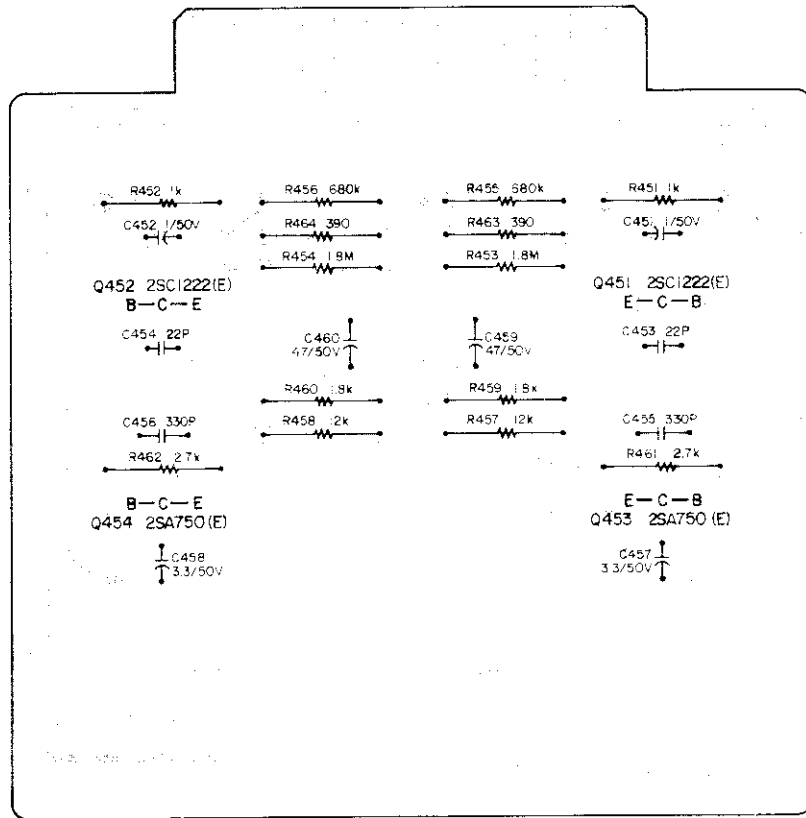 R452 1k
R456 680k
R455 680k
R451 1k
C452 1/50V
R464 390
R463 390
C451 1/50V
R454 1.8M
R453 1.8M
Q452 2SC1222(E)
Q451 2SC1222(E)
B—C—E
E—C—B
C454 22P
C460
47/50V
C459
47/50V
C453 22P
R460 1.8k
R459 1.8k
C456 330P
R458 12k
R457 12k
C455 330P
R462 2.7k
R461 2.7k
B—C—E
E—C—B
Q454 2SA750(E)
Q453 2SA750(E)
C458
3.3/50V
C457
3.3/50V